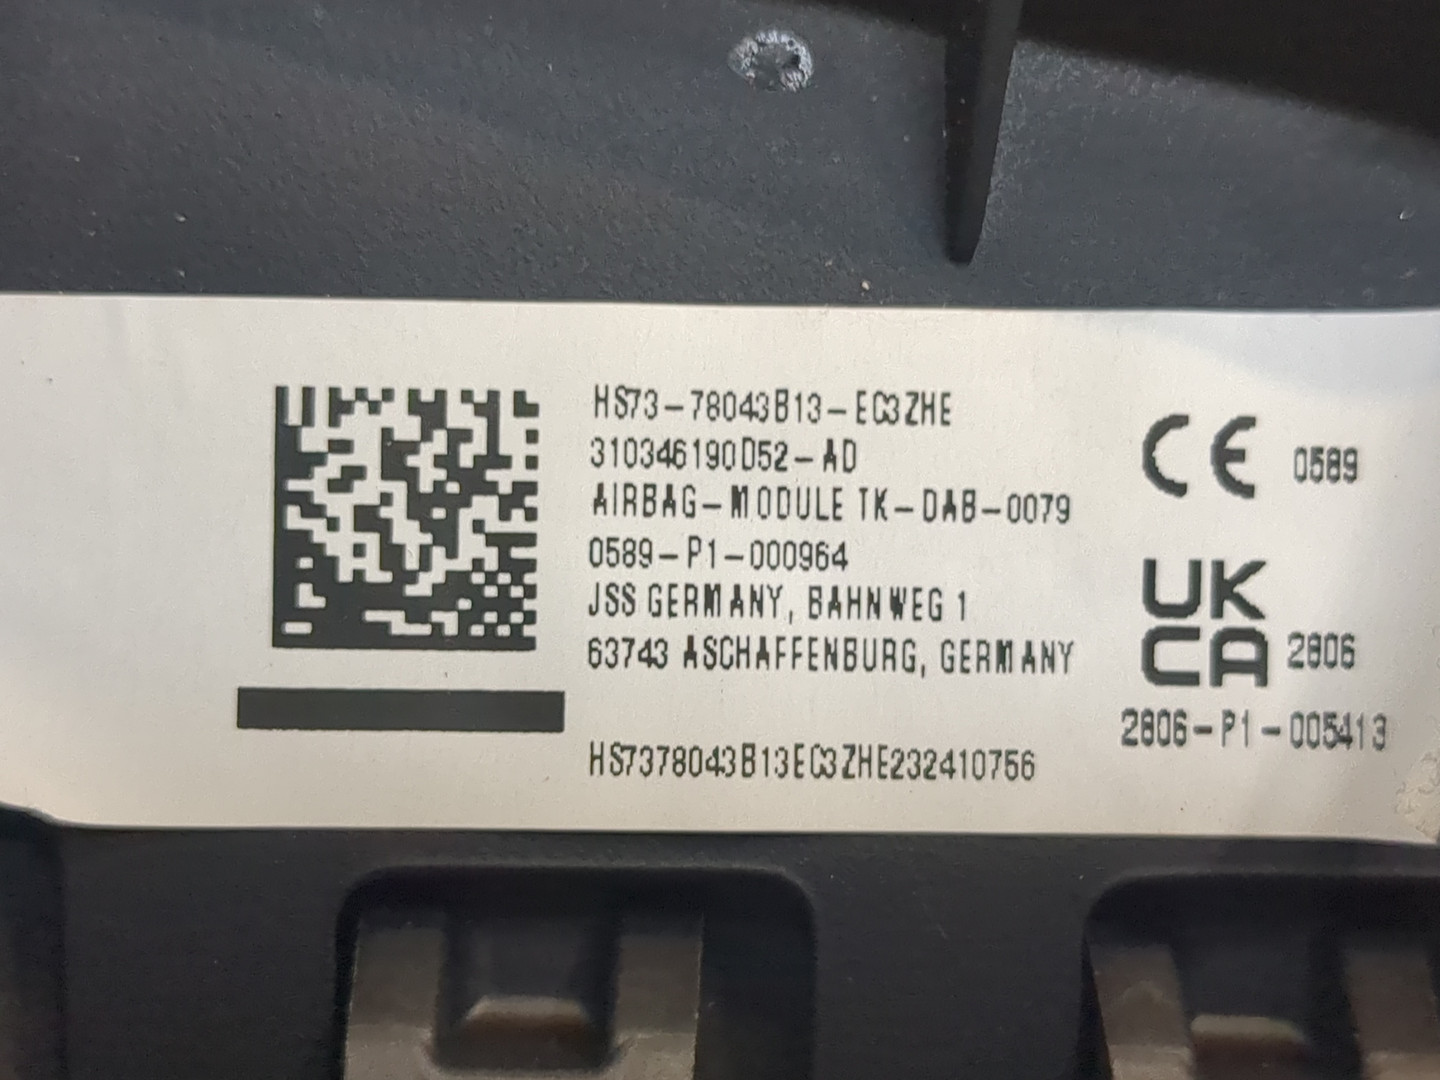 HS73-78043B13-EC3ZHE
310346190D52-AD
AIRBAG-MODULE TK-DAB-0079
0589-P1-000964
JSS GERMANY, BAHNWEG 1
63743 ASCHAFFENBURG, GERMANY
HS7378043B13EC3ZHE232410756
CE 0589
UK
CA 2806
2806-P1-005413